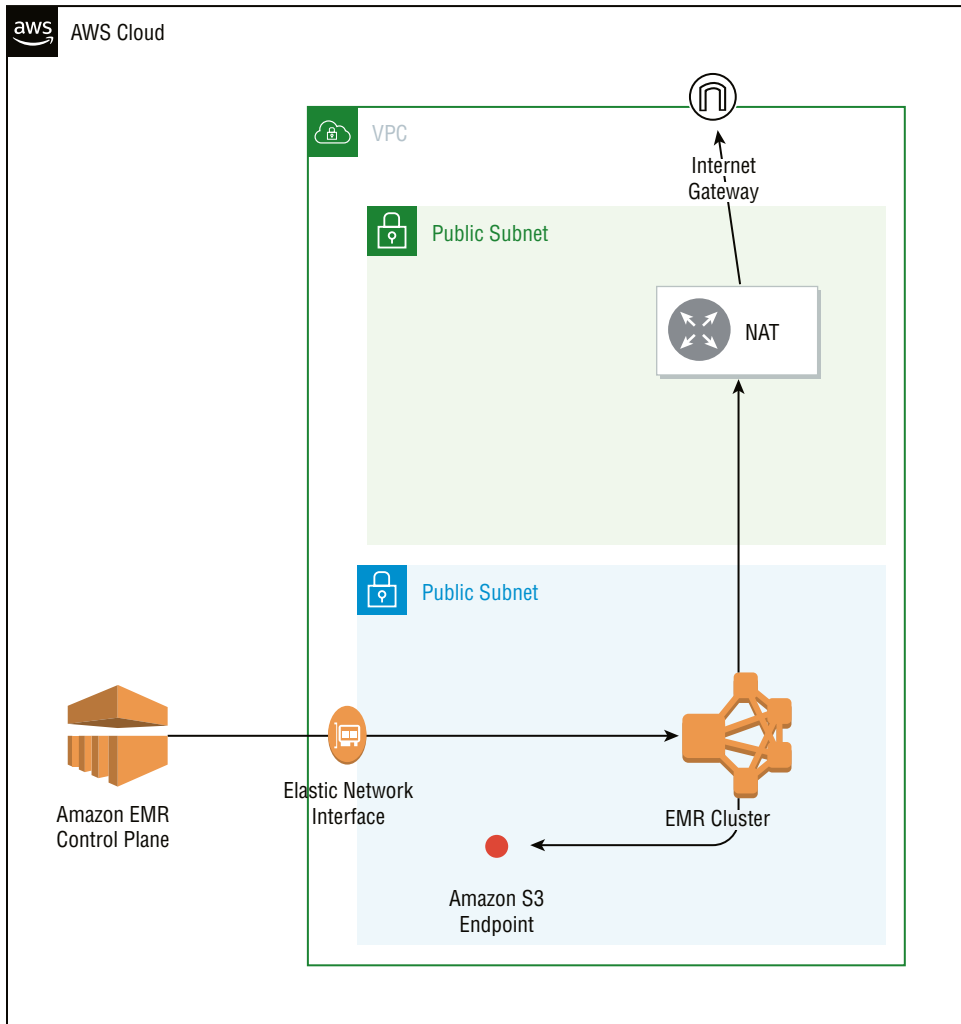 aws
AWS Cloud
VPC
Internet
Gateway
Public Subnet
NAT
Public Subnet
Amazon EMR
Control Plane
Elastic Network
Interface
EMR Cluster
Amazon S3
Endpoint